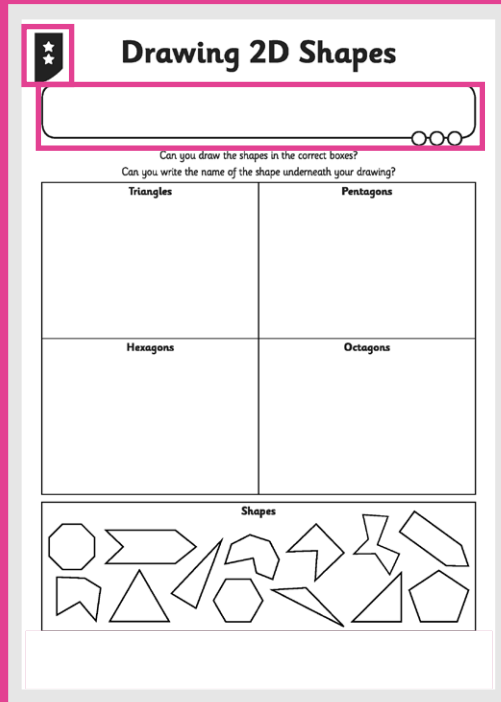 Drawing 2D Shapes
Can you draw the shapes in the correct boxes?
Can you write the name of the shape underneath your drawing?
Triangles
Pentagons
Hexagons
Octagons
Shapes